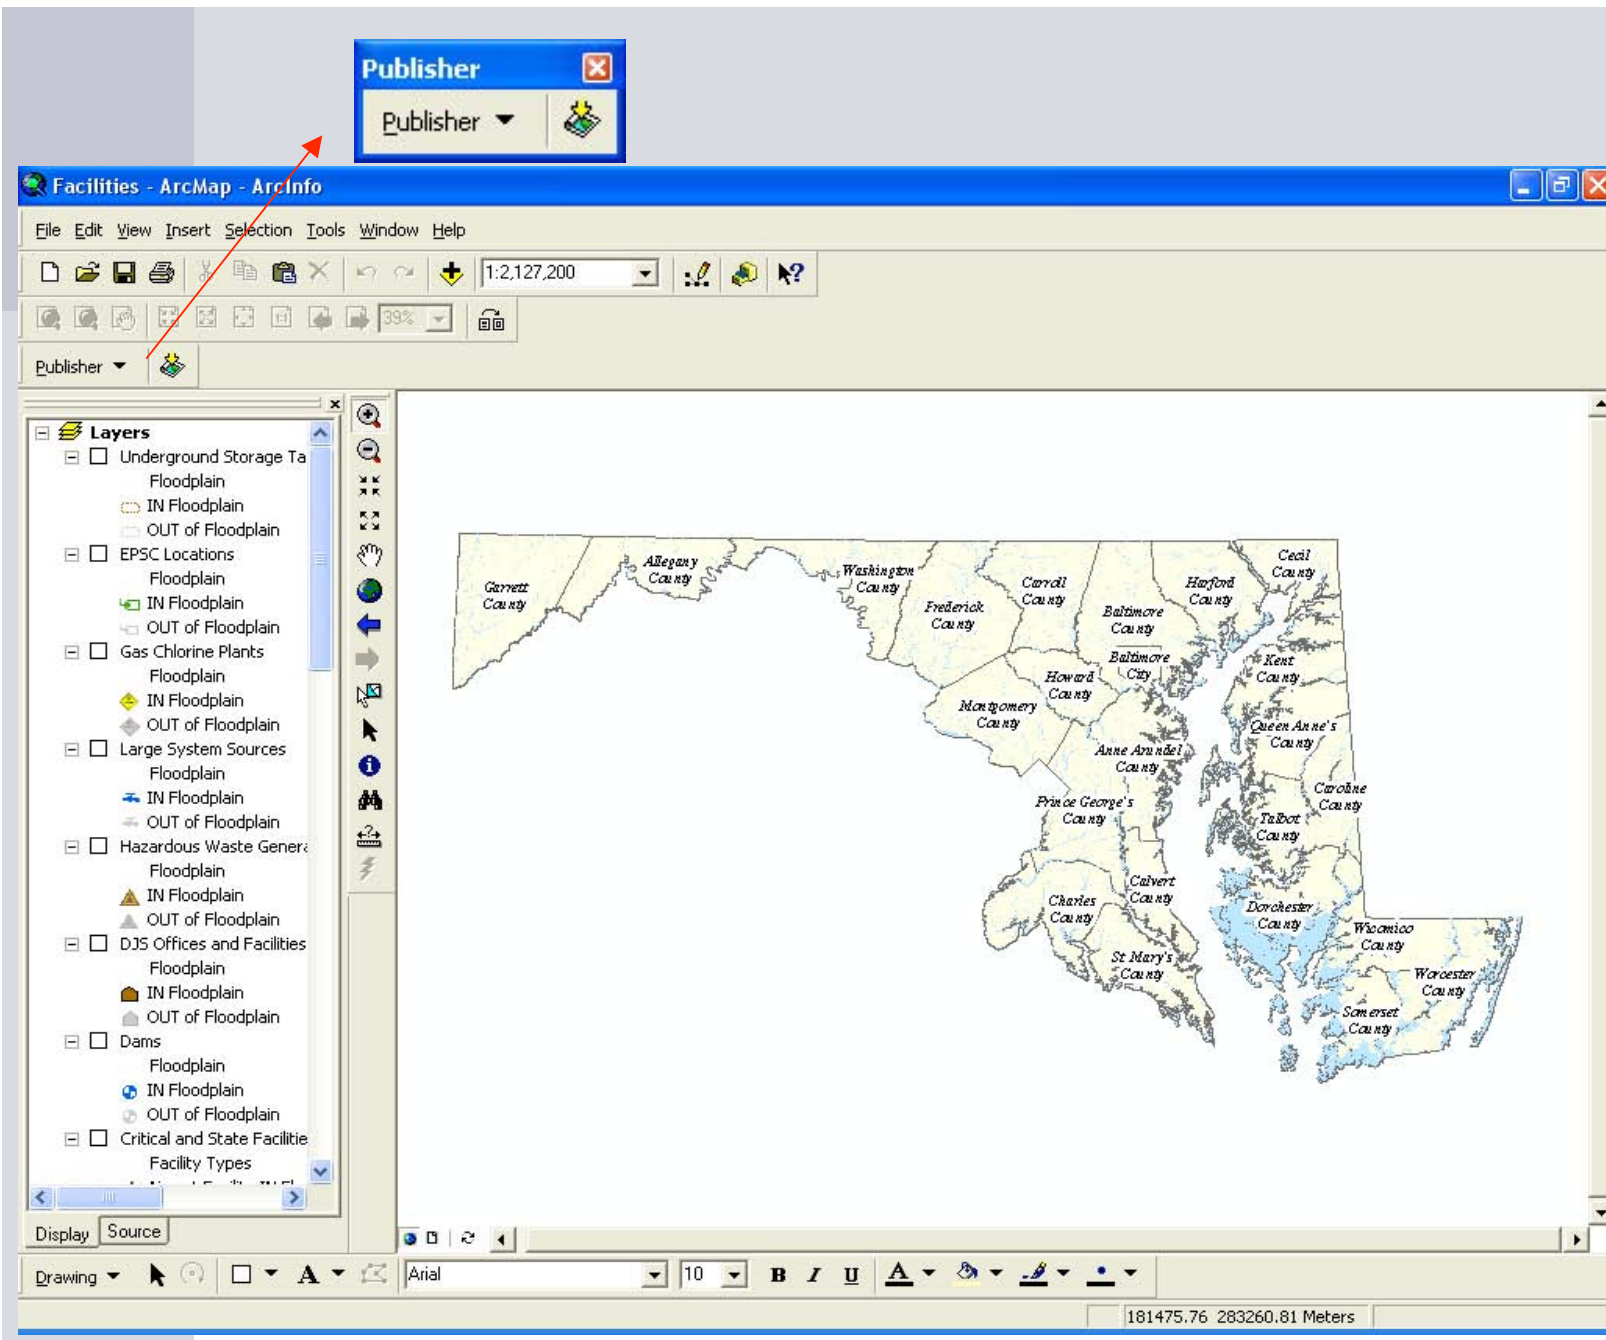 Publisher
Publisher
Facilities - ArcMap - ArcInfo
File Edit View Insert Selection Tools Window Help
1:2,127,200
1:1
39%
Publisher
Layers
Underground Storage Ta
Floodplain
IN Floodplain
OUT of Floodplain
EPSC Locations
Floodplain
IN Floodplain
OUT of Floodplain
Gas Chlorine Plants
Floodplain
IN Floodplain
OUT of Floodplain
Large System Sources
Floodplain
IN Floodplain
OUT of Floodplain
Hazardous Waste Genera
Floodplain
IN Floodplain
OUT of Floodplain
DJS Offices and Facilities
Floodplain
IN Floodplain
OUT of Floodplain
Dams
Floodplain
IN Floodplain
OUT of Floodplain
Critical and State Facilitie
Facility Types
Display Source
Garrett
County
Allegany
County
Washington
County
Frederick
County
Carroll
County
Baltimore
County
Harford
County
Cecil
County
Baltimore
City
Howard
County
Montgomery
County
Kent
County
Queen Anne's
County
Anne Arundel
County
Caroline
County
Prince George's
County
Talbot
County
Calvert
County
Charles
County
Dorchester
County
Wicomico
County
St Mary's
County
Worcester
County
Somerset
County
Drawing A Arial 10 B I U A
181475.76 283260.81 Meters